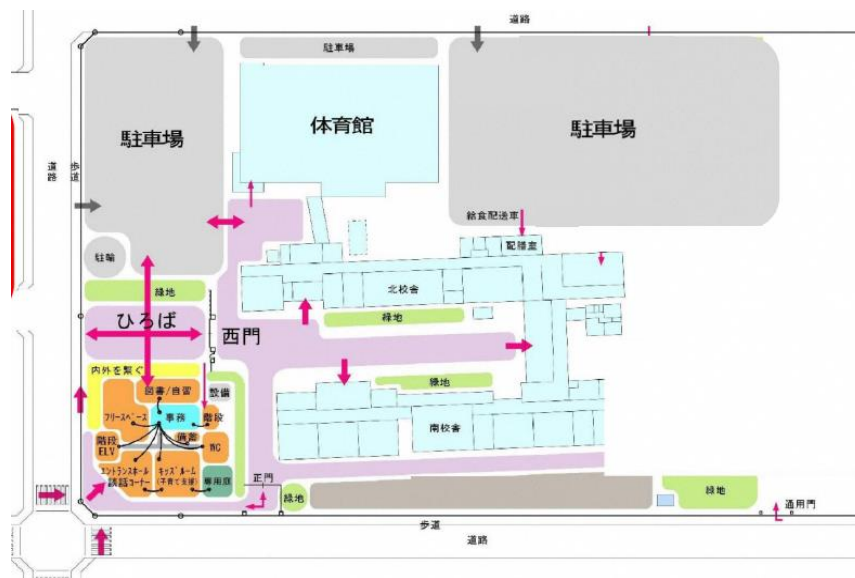 道路
駐車場
体育館
駐車場
駐車場
道路
歩道
給食配送車
配膳室
駐輪
北校舎
緑地
ひろば
西門
緑地
内外を繋ぐ
図書/自習
設備
緑地
フリースペース
事務
階段
南校舎
階段
ELV
WC
エントランスホール
談話コーナー
キッズルーム
(子育て支援)
専用庭
正門
緑地
緑地
通用門
歩道
道路